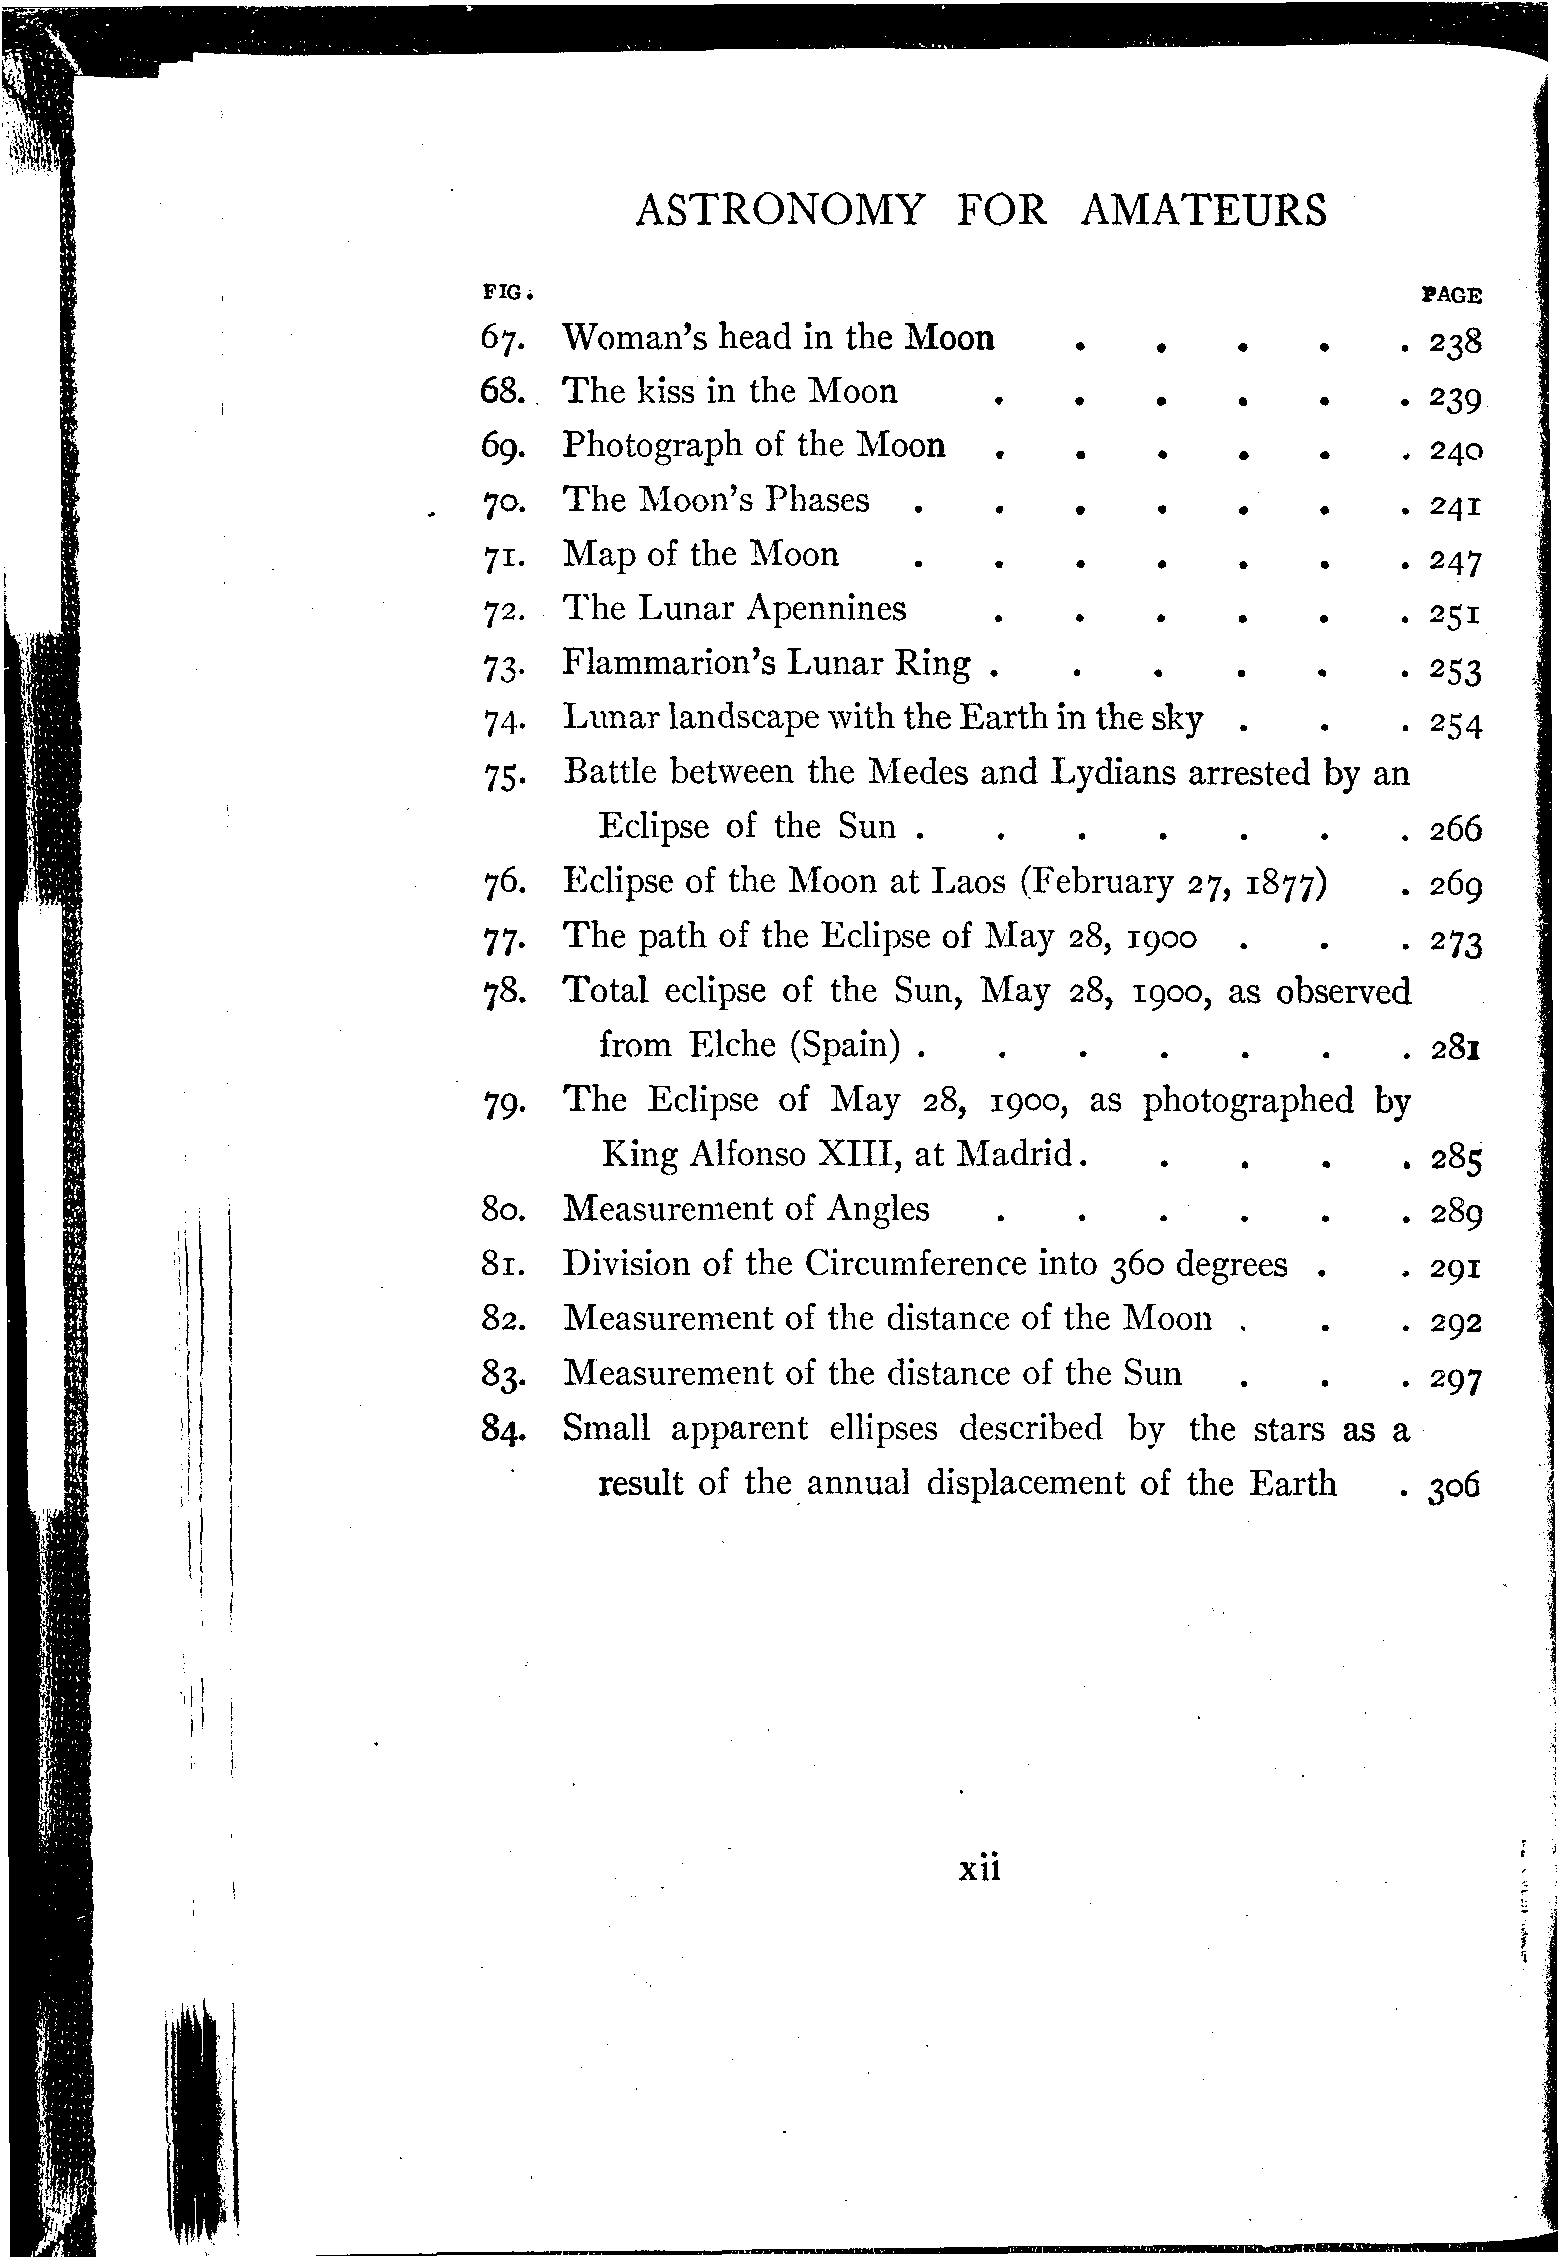 ASTRONOMY FOR AMATEURS
FIG. PAGE
67. Woman's head in the Moon . . . . . 238
68. The kiss in the Moon . . . . . . 239
69. Photograph of the Moon . . . . . . 240
70. The Moon's Phases . . . . . . . 241
71. Map of the Moon . . . . . . . 247
72. The Lunar Apennines . . . . . . 251
73. Flammarion's Lunar Ring . . . . . . 253
74. Lunar landscape with the Earth in the sky . . . 254
75. Battle between the Medes and Lydians arrested by an
Eclipse of the Sun . . . . . . . 266
76. Eclipse of the Moon at Laos (February 27, 1877) . 269
77. The path of the Eclipse of May 28, 1900 . . . 273
78. Total eclipse of the Sun, May 28, 1900, as observed
from Elche (Spain) . . . . . . . 281
79. The Eclipse of May 28, 1900, as photographed by
King Alfonso XIII, at Madrid . . . . . 285
80. Measurement of Angles . . . . . . 289
81. Division of the Circumference into 360 degrees . . 291
82. Measurement of the distance of the Moon . . . 292
83. Measurement of the distance of the Sun . . . 297
84. Small apparent ellipses described by the stars as a
result of the annual displacement of the Earth . 306
xii